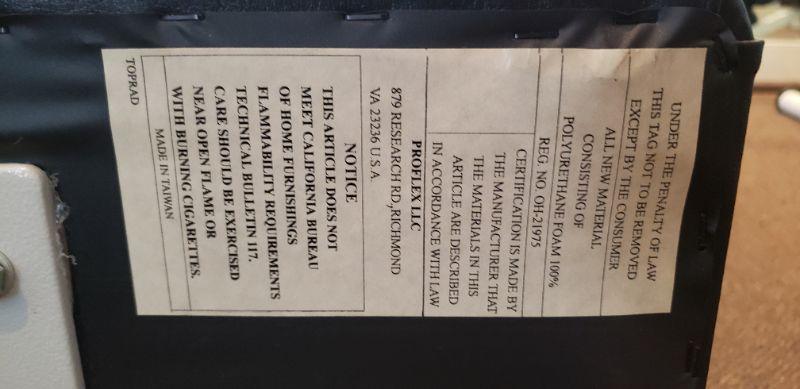 UNDER THE PENALTY OF LAW
THIS TAG NOT TO BE REMOVED
EXCEPT BY THE CONSUMER
ALL NEW MATERIAL
CONSISTING OF
POLYURETHANE FOAM 100%
REG. NO. OH-21975
CERTIFICATION IS MADE BY
THE MANUFACTURER THAT
THE MATERIALS IN THIS
ARTICLE ARE DESCRIBED
IN ACCORDANCE WITH LAW
PROFLEX LLC
879 RESEARCH RD.,RICHMOND
VA 23236 U.S.A.
NOTICE
THIS ARTICLE DOES NOT
MEET CALIFORNIA BUREAU
OF HOME FURNISHINGS
FLAMMABILITY REQUIREMENTS
TECHNICAL BULLETIN 117.
CARE SHOULD BE EXERCISED
NEAR OPEN FLAME OR
WITH BURNING CIGARETTES.
MADE IN TAIWAN
TOPRAD